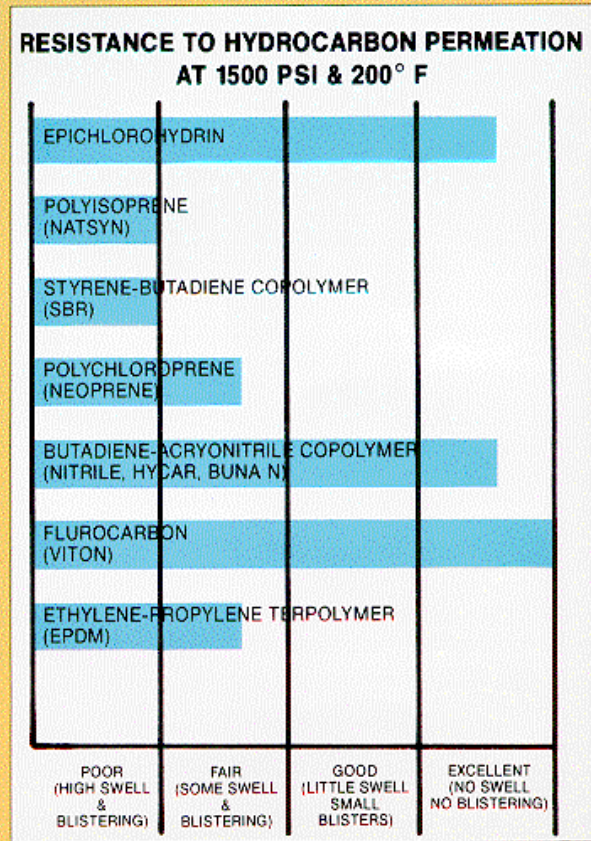 RESISTANCE TO HYDROCARBON PERMEATION
AT 1500 PSI & 200° F
EPICHLOROHYDRIN
POLYISOPRENE
(NATSYN)
STYRENE-BUTADIENE COPOLYMER
(SBR)
POLYCHLOROPRENE
(NEOPRENE)
BUTADIENE-ACRYONITRILE COPOLYMER
(NITRILE, HYCAR, BUNA N)
FLUROCARBON
(VITON)
ETHYLENE-PROPYLENE TERPOLYMER
(EPDM)
POOR
(HIGH SWELL
&
BLISTERING)
FAIR
(SOME SWELL
&
BLISTERING)
GOOD
(LITTLE SWELL
SMALL
BLISTERS)
EXCELLENT
(NO SWELL
NO BLISTERING)